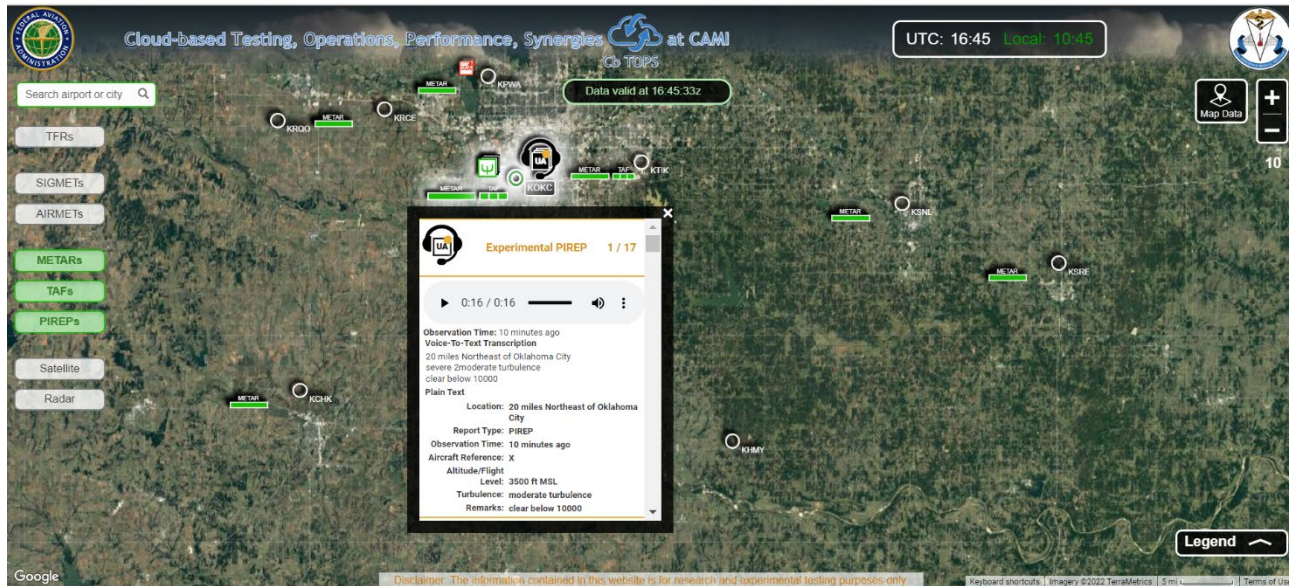 FEDERAL AVIATION
ADMINISTRATION
Cloud-based Testing, Operations, Performance, Synergies at CAMI
Cb TOPS
UTC: 16:45 Local: 10:45
Search airport or city
Data valid at 16:45:33z
Map Data
+
−
10
TFRs
SIGMETs
AIRMETs
METARs
TAFs
PIREPs
Satellite
Radar
METAR
KPWA
KRQO
METAR
KRCE
UA
KOKC
METAR
TAF
METAR
TAF
KTIK
METAR
KSNL
METAR
KSRE
METAR
KCHK
KHMY
×
UA
Experimental PIREP 1 / 17
0:16 / 0:16
Observation Time: 10 minutes ago
Voice-To-Text Transcription
20 miles Northeast of Oklahoma City
severe 2moderate turbulence
clear below 10000
Plain Text
Location: 20 miles Northeast of Oklahoma
City
Report Type: PIREP
Observation Time: 10 minutes ago
Aircraft Reference: X
Altitude/Flight
Level: 3500 ft MSL
Turbulence: moderate turbulence
Remarks: clear below 10000
Legend
Google
Disclaimer: The information contained in this website is for research and experimental testing purposes only
Keyboard shortcuts
Imagery ©2022 TerraMetrics
5 mi
Terms of Use